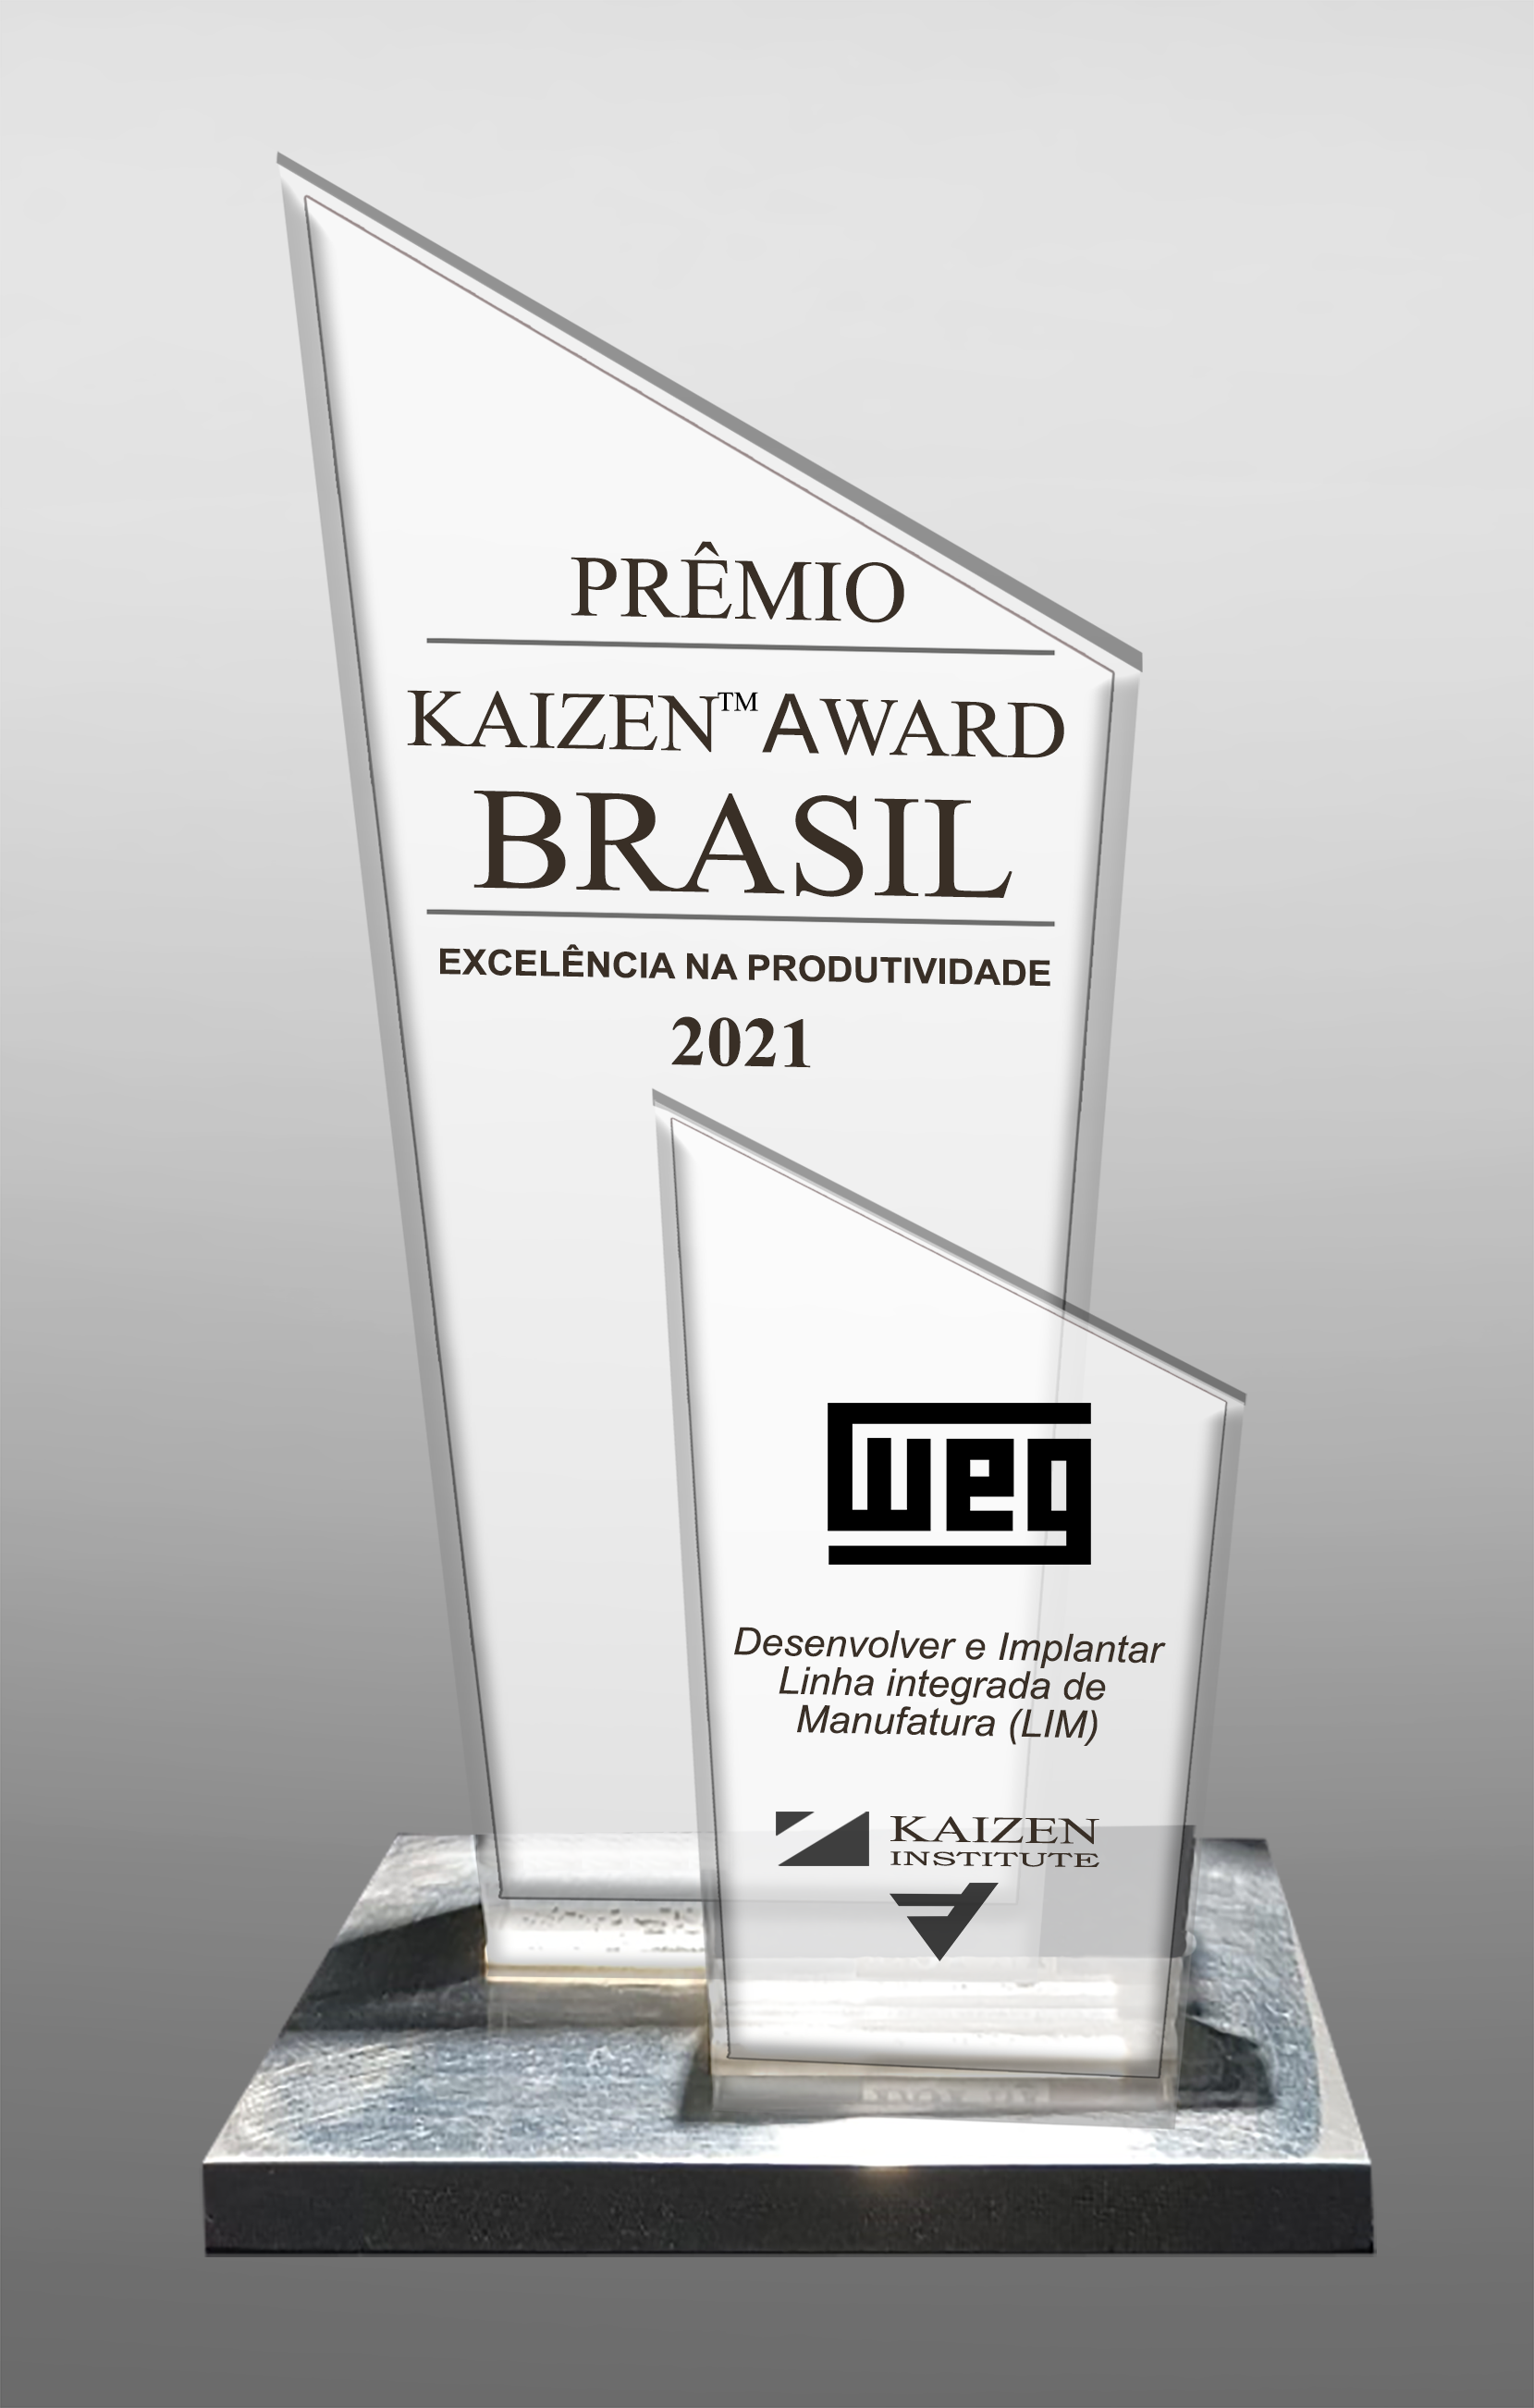 PRÊMIO
KAIZEN™ AWARD
BRASIL
EXCELÊNCIA NA PRODUTIVIDADE
2021
weg
Desenvolver e Implantar
Linha integrada de
Manufatura (LIM)
KAIZEN
INSTITUTE